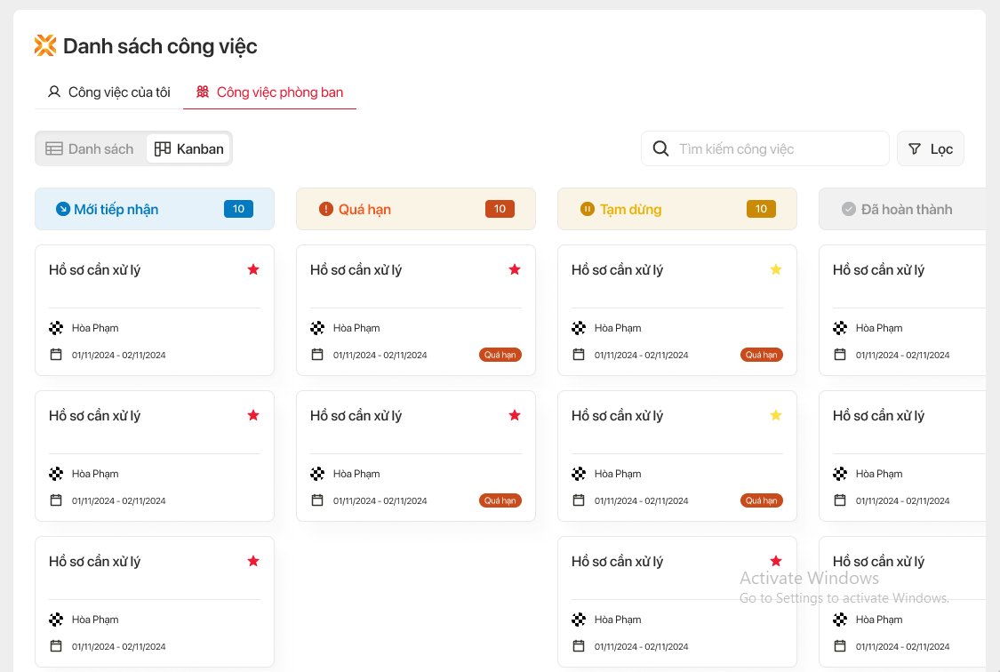 Danh sách công việc
Công việc của tôi
Công việc phòng ban
Danh sách
Kanban
Tìm kiếm công việc
Lọc
Mới tiếp nhận 10
Quá hạn 10
Tạm dừng 10
Đã hoàn thành
Hồ sơ cần xử lý
Hòa Phạm
01/11/2024 - 02/11/2024
Hồ sơ cần xử lý
Hòa Phạm
01/11/2024 - 02/11/2024 Quá hạn
Hồ sơ cần xử lý
Hòa Phạm
01/11/2024 - 02/11/2024 Quá hạn
Hồ sơ cần xử lý
Hòa Phạm
01/11/2024 - 02/11/2024
Hồ sơ cần xử lý
Hòa Phạm
01/11/2024 - 02/11/2024
Hồ sơ cần xử lý
Hòa Phạm
01/11/2024 - 02/11/2024 Quá hạn
Hồ sơ cần xử lý
Hòa Phạm
01/11/2024 - 02/11/2024 Quá hạn
Hồ sơ cần xử lý
Hòa Phạm
01/11/2024 - 02/11/2024
Hồ sơ cần xử lý
Hòa Phạm
01/11/2024 - 02/11/2024
Hồ sơ cần xử lý
Hòa Phạm
01/11/2024 - 02/11/2024
Hồ sơ cần xử lý
Hòa Phạm
01/11/2024 - 02/11/2024
Activate Windows
Go to Settings to activate Windows.